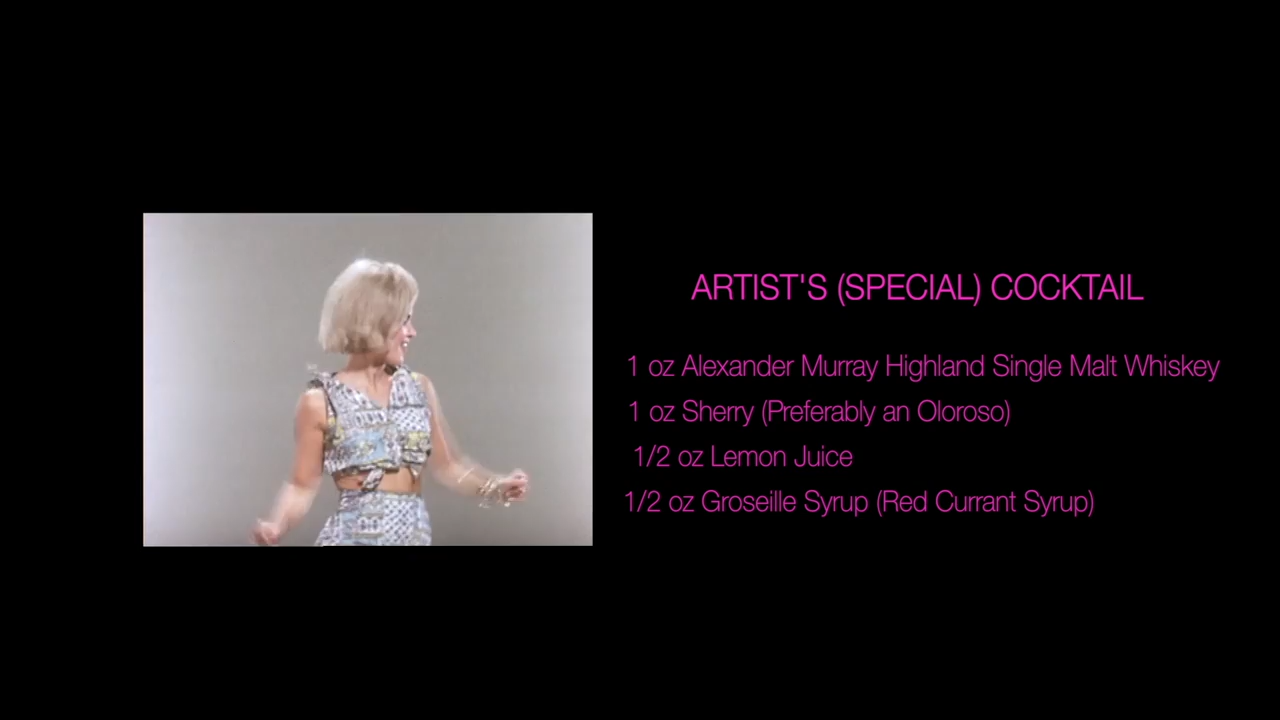 ARTIST'S (SPECIAL) COCKTAIL
1 oz Alexander Murray Highland Single Malt Whiskey
1 oz Sherry (Preferably an Oloroso)
1/2 oz Lemon Juice
1/2 oz Groseille Syrup (Red Currant Syrup)